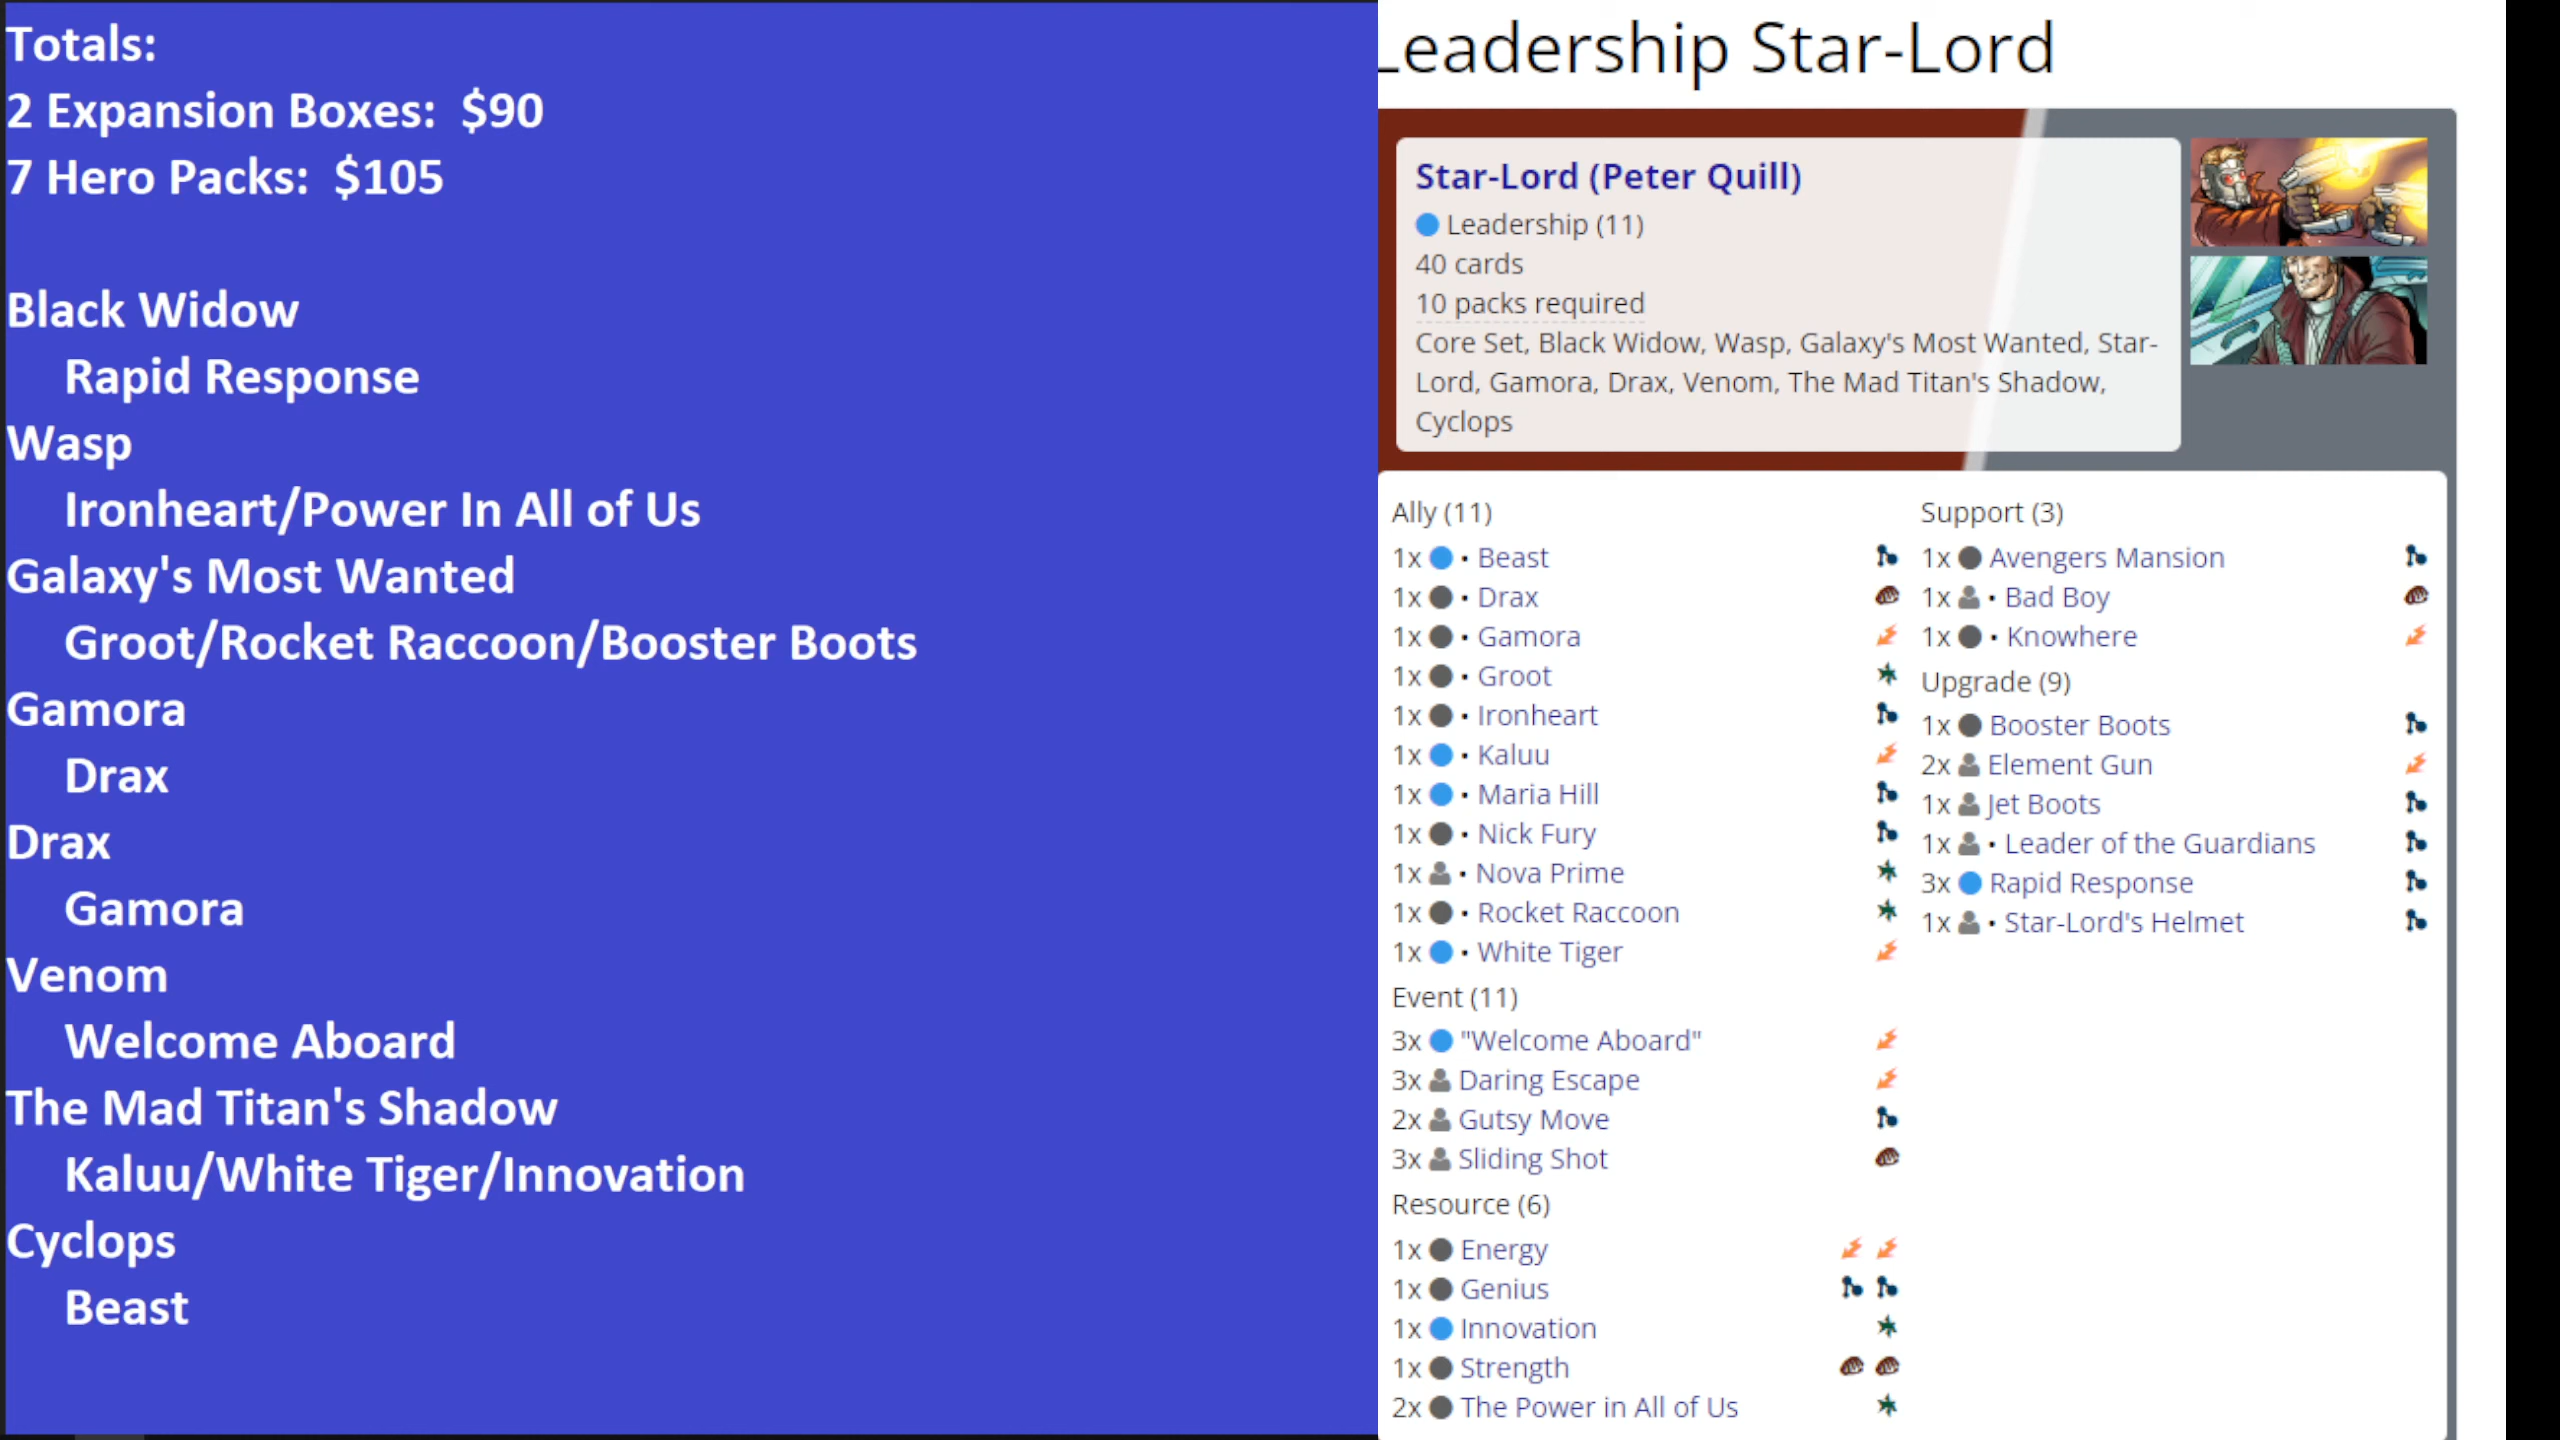 Totals:
2 Expansion Boxes: $90
7 Hero Packs: $105
Black Widow
Rapid Response
Wasp
Ironheart/Power In All of Us
Galaxy's Most Wanted
Groot/Rocket Raccoon/Booster Boots
Gamora
Drax
Drax
Gamora
Venom
Welcome Aboard
The Mad Titan's Shadow
Kaluu/White Tiger/Innovation
Cyclops
Beast
Leadership Star-Lord
Star-Lord (Peter Quill)
Leadership (11)
40 cards
10 packs required
Core Set, Black Widow, Wasp, Galaxy's Most Wanted, Star-
Lord, Gamora, Drax, Venom, The Mad Titan's Shadow,
Cyclops
Ally (11)
1x • Beast
1x • Drax
1x • Gamora
1x • Groot
1x • Ironheart
1x • Kaluu
1x • Maria Hill
1x • Nick Fury
1x • Nova Prime
1x • Rocket Raccoon
1x • White Tiger
Event (11)
3x "Welcome Aboard"
3x Daring Escape
2x Gutsy Move
3x Sliding Shot
Resource (6)
1x Energy
1x Genius
1x Innovation
1x Strength
2x The Power in All of Us
Support (3)
1x Avengers Mansion
1x • Bad Boy
1x • Knowhere
Upgrade (9)
1x Booster Boots
2x Element Gun
1x Jet Boots
1x • Leader of the Guardians
3x Rapid Response
1x • Star-Lord's Helmet